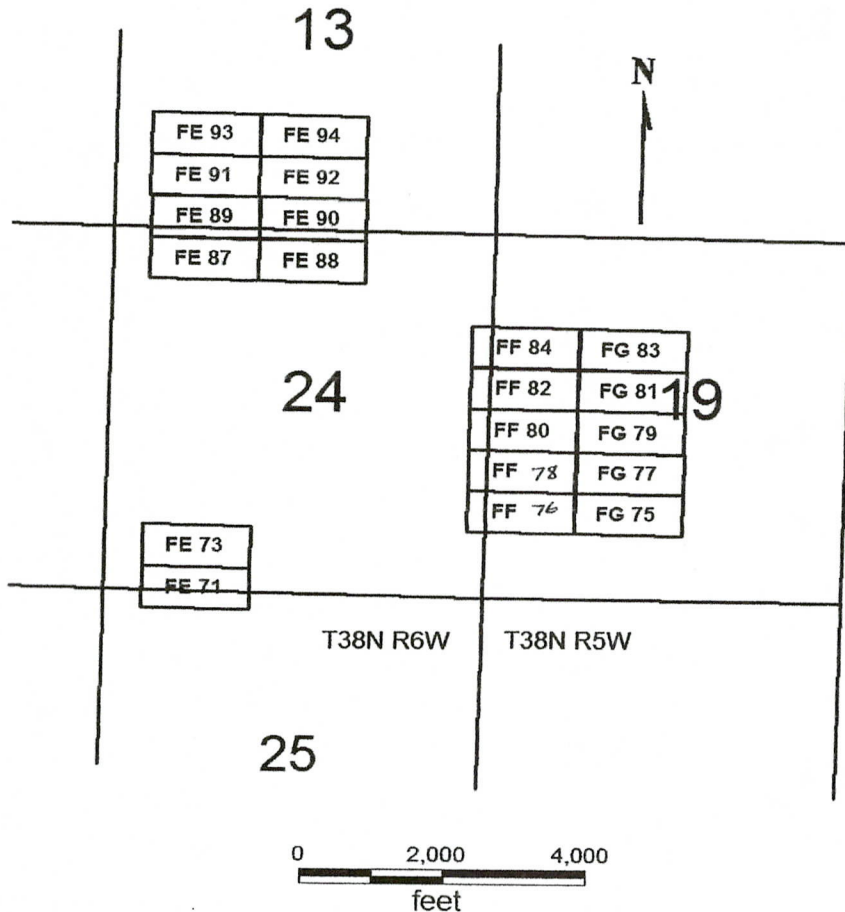 13
N
FE 93 FE 94
FE 91 FE 92
FE 89 FE 90
FE 87 FE 88
24
19
FF 84 FG 83
FF 82 FG 81
FF 80 FG 79
FF 78 FG 77
FF 76 FG 75
FE 73
FE 71
T38N R6W T38N R5W
25
0 2,000 4,000
feet